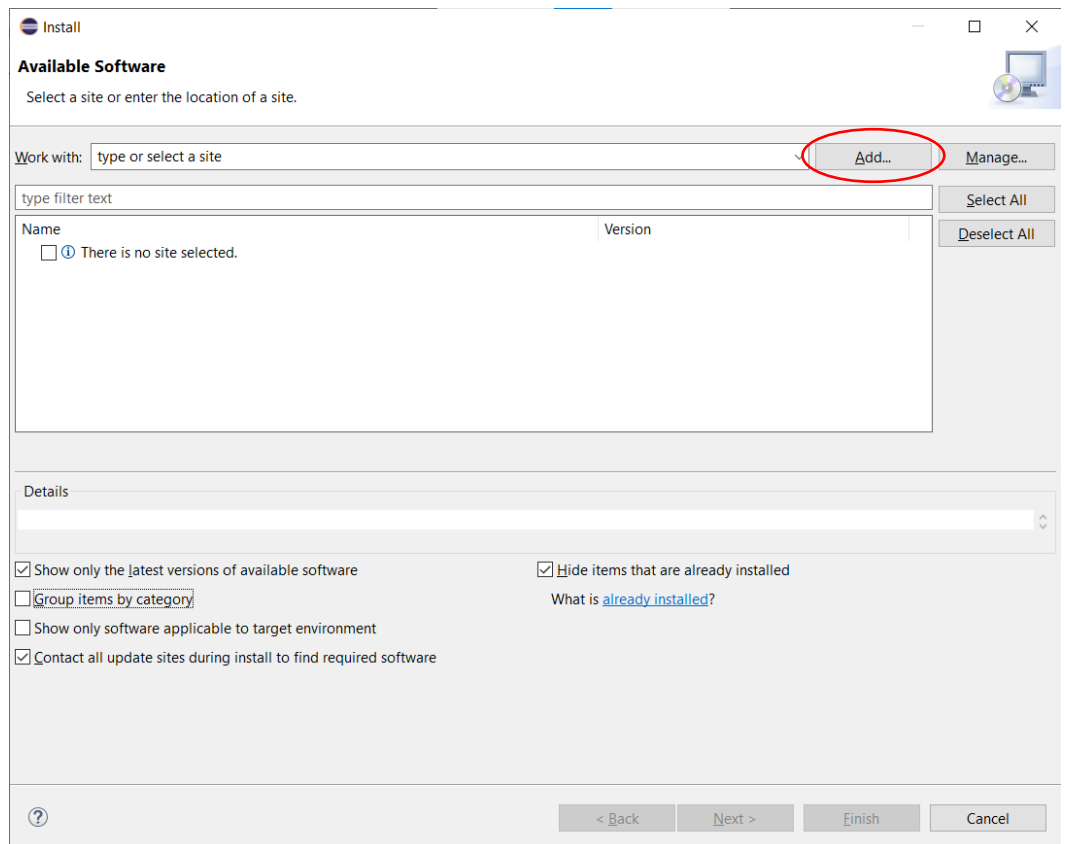 Install
Available Software
Select a site or enter the location of a site.
Work with: type or select a site Add... Manage...
type filter text Select All
Name Version Deselect All
There is no site selected.
Details
Show only the latest versions of available software Hide items that are already installed
Group items by category What is already installed?
Show only software applicable to target environment
Contact all update sites during install to find required software
? < Back Next > Finish Cancel